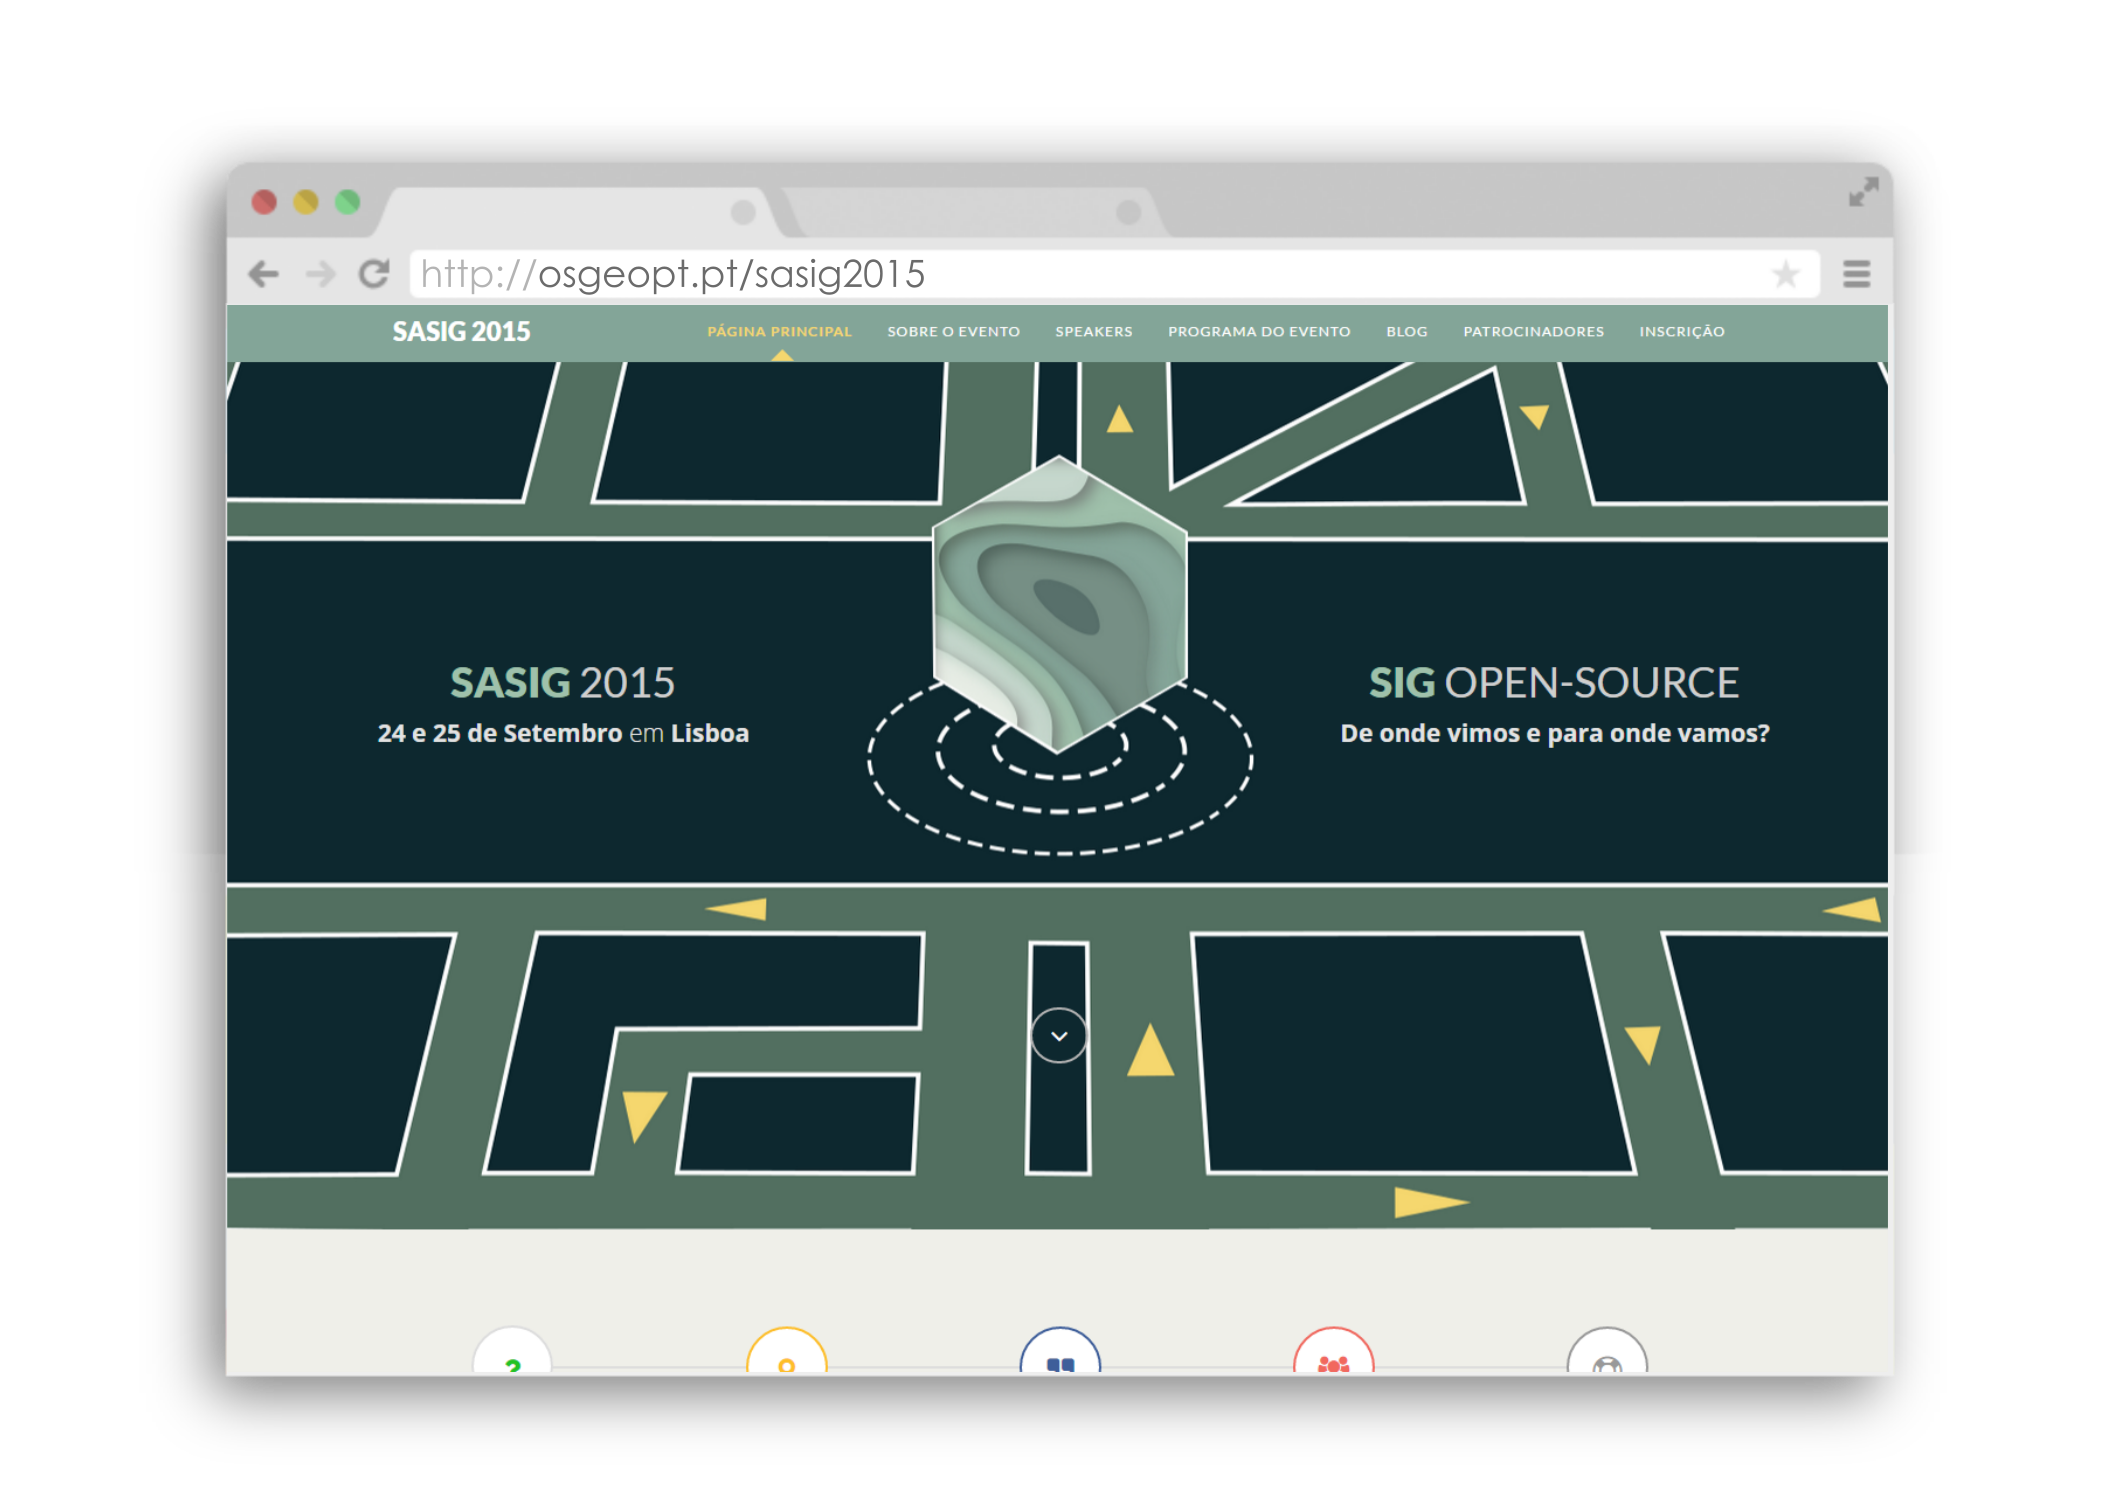 http://osgeopt.pt/sasig2015
SASIG 2015 PÁGINA PRINCIPAL SOBRE O EVENTO SPEAKERS PROGRAMA DO EVENTO BLOG PATROCINADORES INSCRIÇÃO
SASIG 2015
24 e 25 de Setembro em Lisboa
SIG OPEN-SOURCE
De onde vimos e para onde vamos?